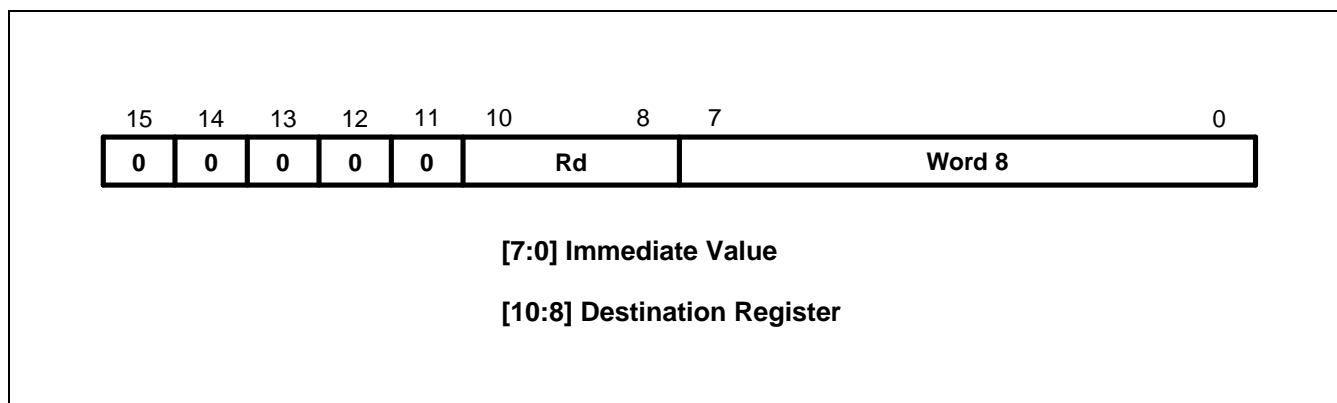 15 14 13 12 11 10 8 7 0
0 0 0 0 0 Rd Word 8
[7:0] Immediate Value
[10:8] Destination Register